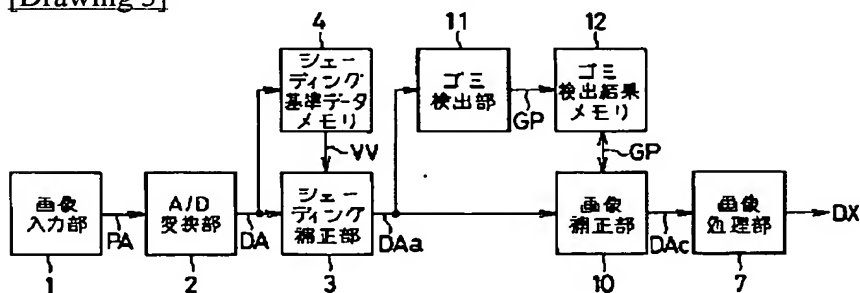 [Drawing 3]
4
11
12
シェー
ディング
基準データ
メモリ
ゴミ
検出部
GP
ゴミ
検出結果
メモリ
VV
GP
画像
入力部
PA
A/D
変換部
DA
シェー
ディング
補正部
DAa
画像
補正部
DAc
画像
処理部
DX
1
2
3
10
7